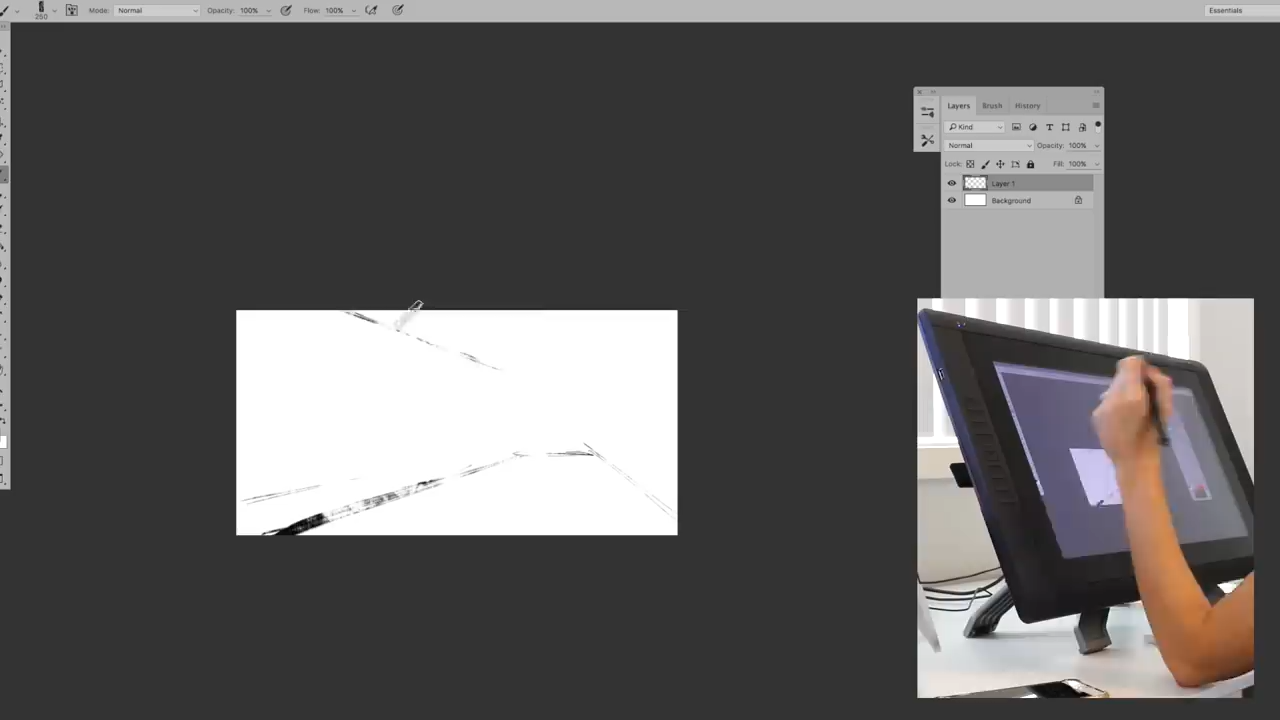 250 Mode: Normal Opacity: 100% Flow: 100% Essentials
Layers Brush History
Kind
Normal Opacity: 100%
Lock: Fill: 100%
Layer 1
Background